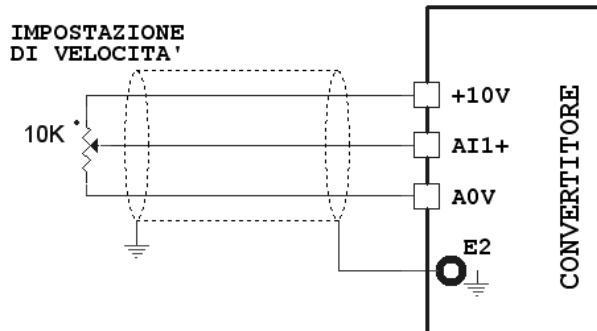 IMPOSTAZIONE
DI VELOCITA'
10K
+10V
AI1+
A0V
E2
CONVERTITORE